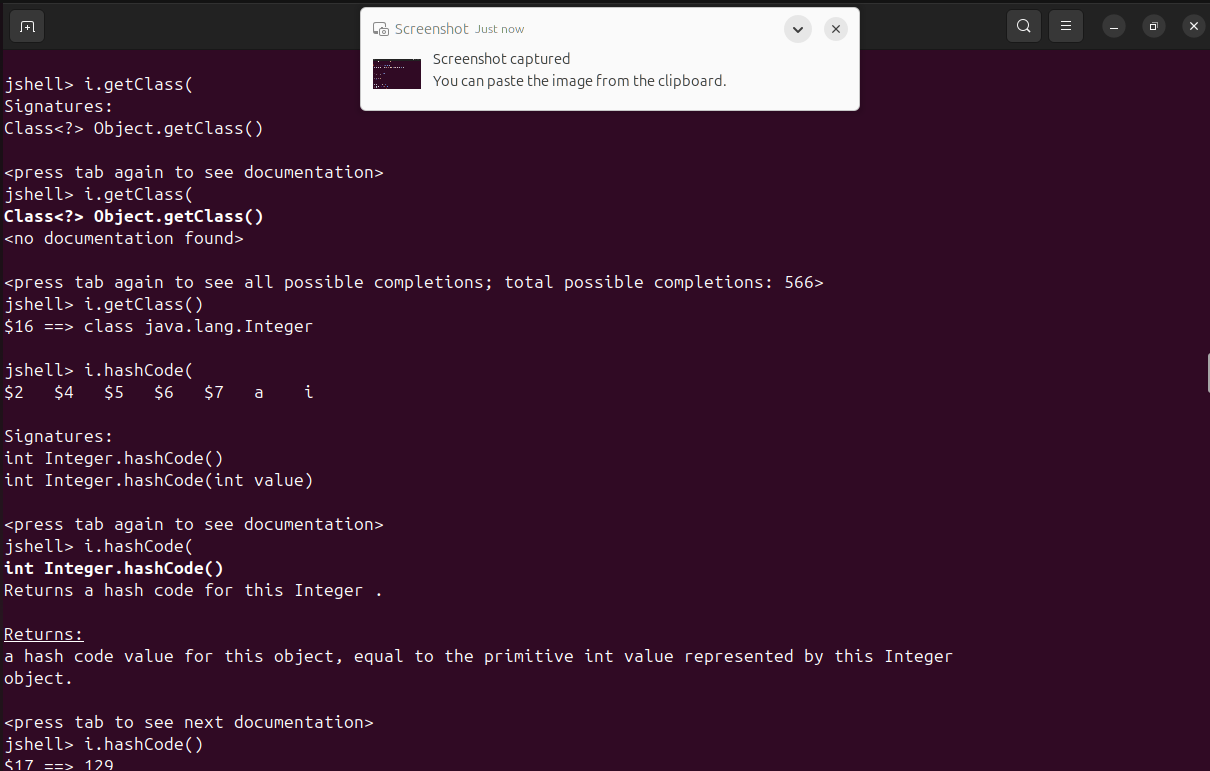 Screenshot Just now
Screenshot captured
You can paste the image from the clipboard.
jshell> i.getClass(
Signatures:
Class<?> Object.getClass()
<press tab again to see documentation>
jshell> i.getClass(
Class<?> Object.getClass()
<no documentation found>
<press tab again to see all possible completions; total possible completions: 566>
jshell> i.getClass()
$16 ==> class java.lang.Integer
jshell> i.hashCode(
$2 $4 $5 $6 $7 a i
Signatures:
int Integer.hashCode()
int Integer.hashCode(int value)
<press tab again to see documentation>
jshell> i.hashCode(
int Integer.hashCode()
Returns a hash code for this Integer .
Returns:
a hash code value for this object, equal to the primitive int value represented by this Integer
object.
<press tab to see next documentation>
jshell> i.hashCode()
$17 ==> 129